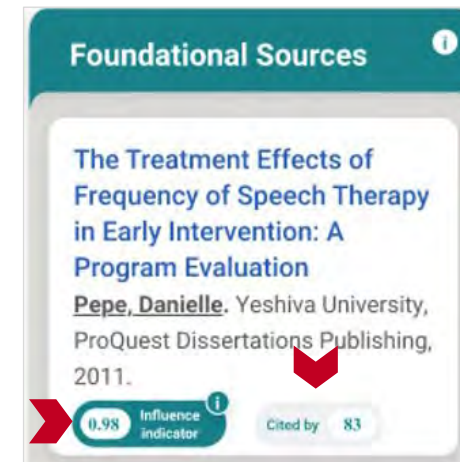 Foundational Sources
i
The Treatment Effects of
Frequency of Speech Therapy
in Early Intervention: A
Program Evaluation
Pepe, Danielle. Yeshiva University,
ProQuest Dissertations Publishing,
2011.
0.98 Influence
indicator
i
Cited by 83